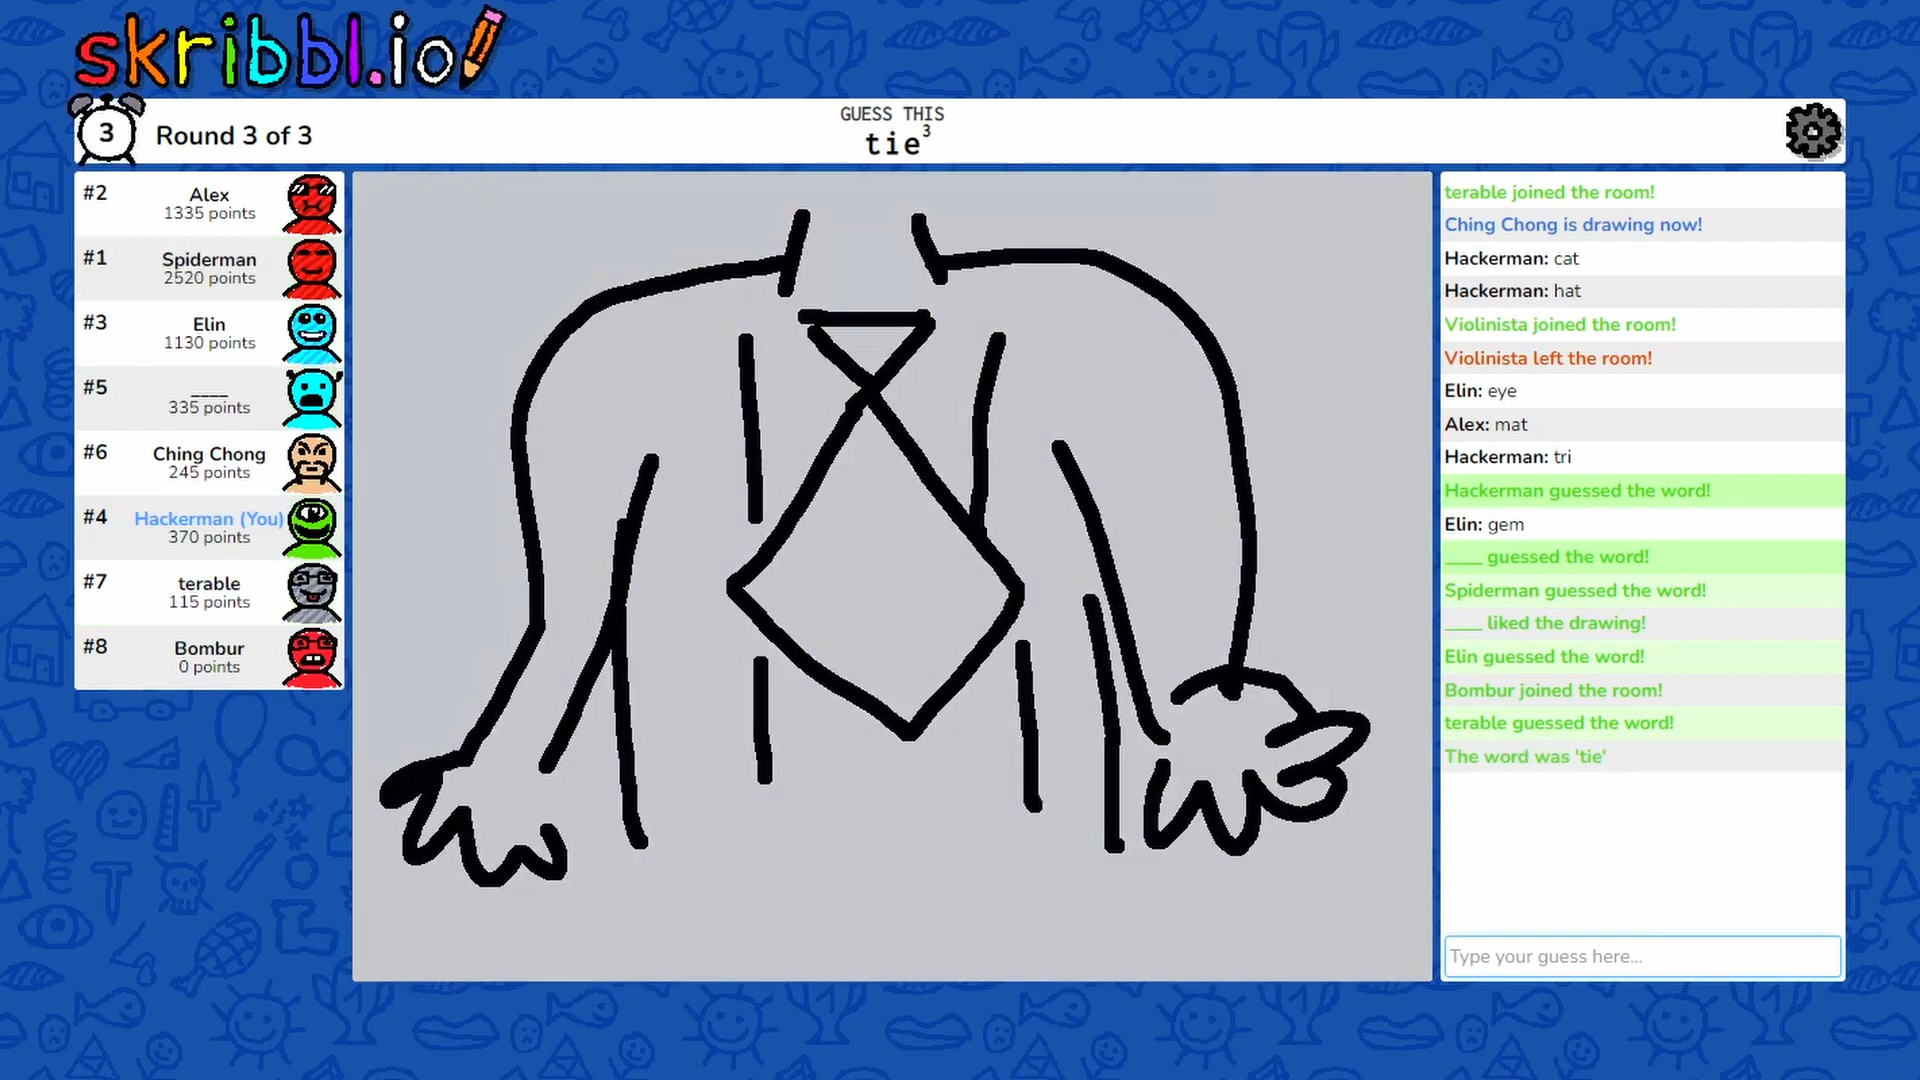 skribbl.io
3
Round 3 of 3
GUESS THIS
tie3
#2
Alex
1335 points
#1
Spiderman
2520 points
#3
Elin
1130 points
#5
____
335 points
#6
Ching Chong
245 points
#4
Hackerman (You)
370 points
#7
terable
115 points
#8
Bombur
0 points
terable joined the room!
Ching Chong is drawing now!
Hackerman: cat
Hackerman: hat
Violinista joined the room!
Violinista left the room!
Elin: eye
Alex: mat
Hackerman: tri
Hackerman guessed the word!
Elin: gem
____ guessed the word!
Spiderman guessed the word!
____ liked the drawing!
Elin guessed the word!
Bombur joined the room!
terable guessed the word!
The word was 'tie'
Type your guess here...